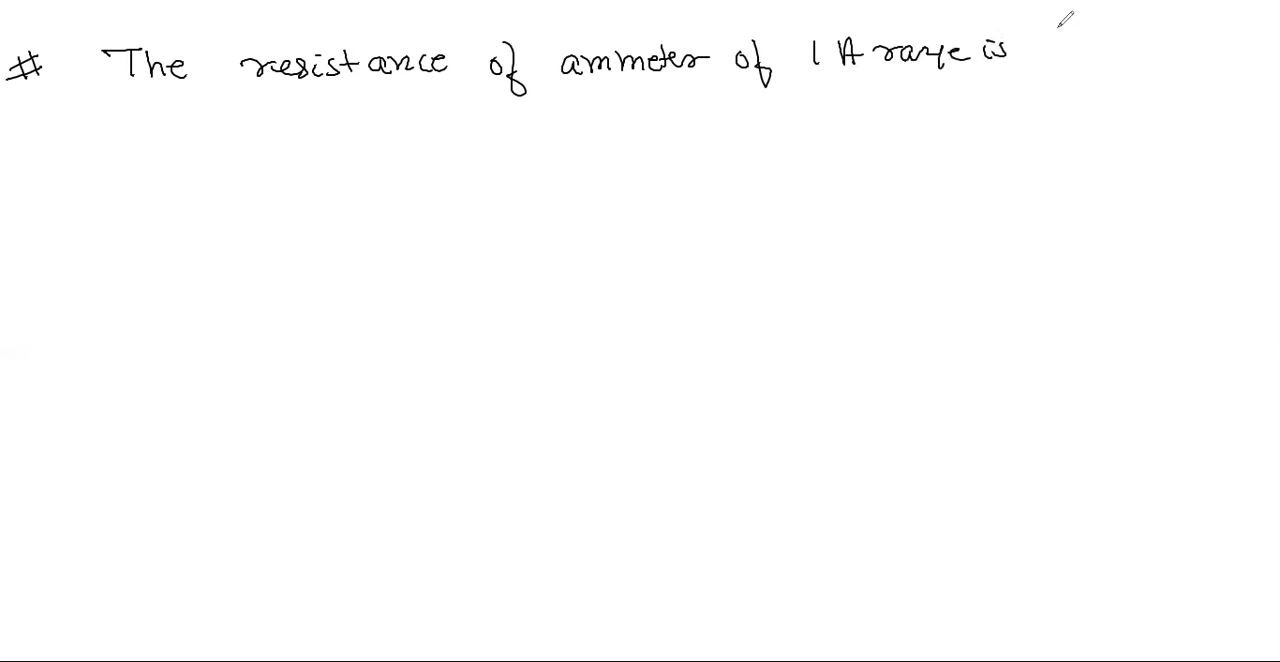 # The resistance of ammeter of 1 A range is